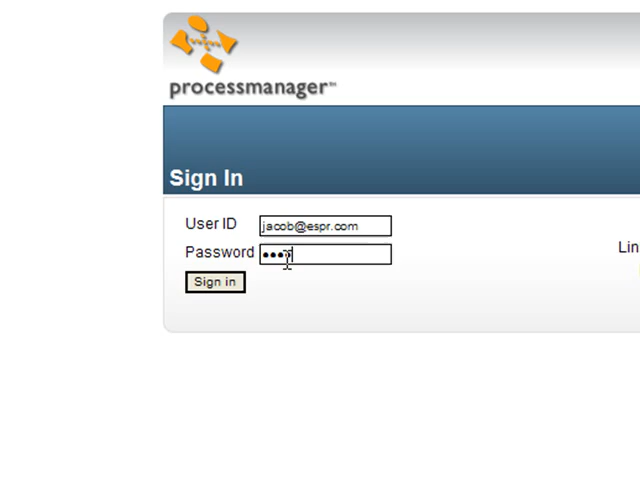 processmanager™
Sign In
User ID jacob@espr.com
Password ••••
Sign in
Lin